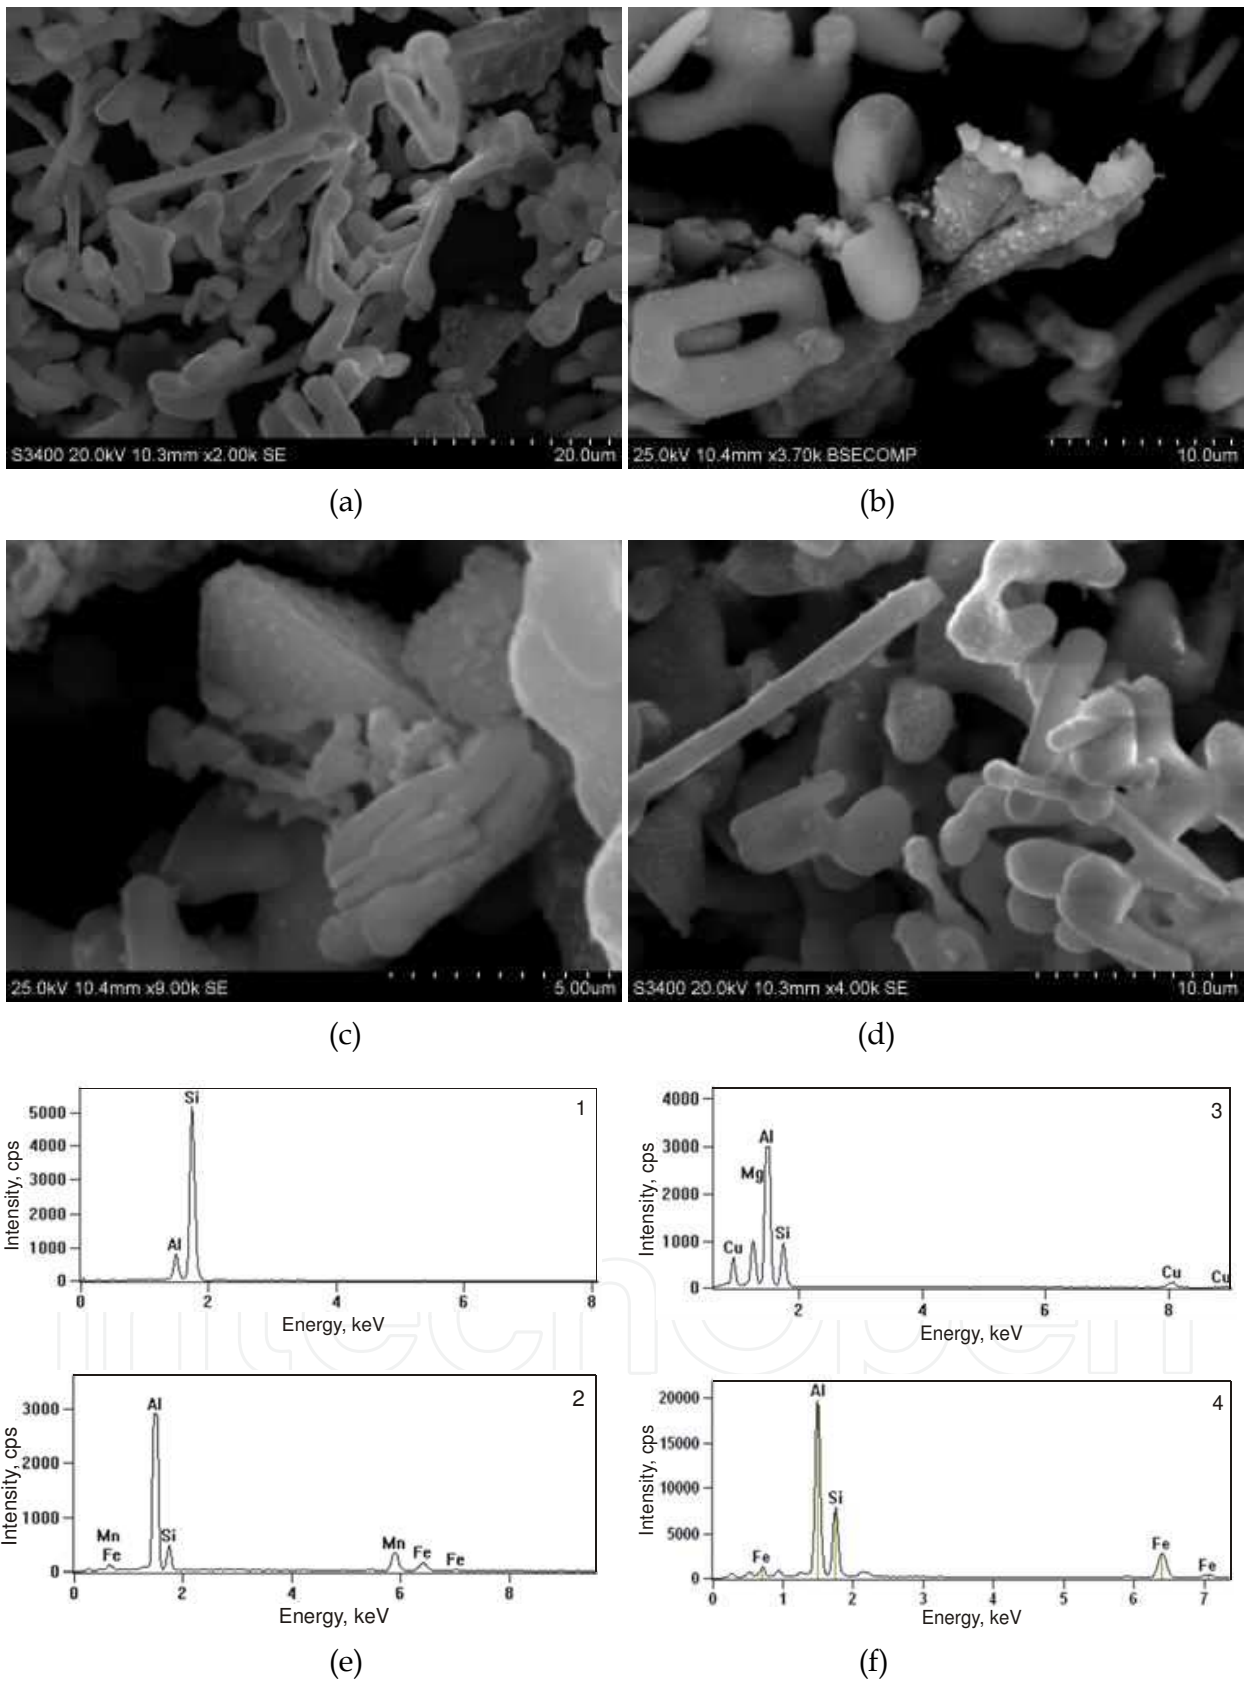 S3400 20.0kV 10.3mm x2.00k SE 20.0um
25.0kV 10.4mm x3.70k BSECOMP 10.0um
(a)
(b)
25.0kV 10.4mm x9.00k SE 5.00um
S3400 20.0kV 10.3mm x4.00k SE 10.0um
(c)
(d)
1
Si
Al
Intensity, cps
5000
4000
3000
2000
1000
0
0 2 4 6 8
Energy, keV
3
Al
Mg
Si
Cu
Cu
Cu
Intensity, cps
4000
3000
2000
1000
0
2 4 6 8
Energy, keV
intechopen
2
Al
Mn
Fe
Si
Mn
Fe
Fe
Intensity, cps
3000
2000
1000
0
0 2 4 6 8
Energy, keV
4
Al
Si
Fe
Fe
Fe
Intensity, cps
20000
15000
10000
5000
0
0 1 2 3 4 5 6 7
Energy, keV
(e)
(f)